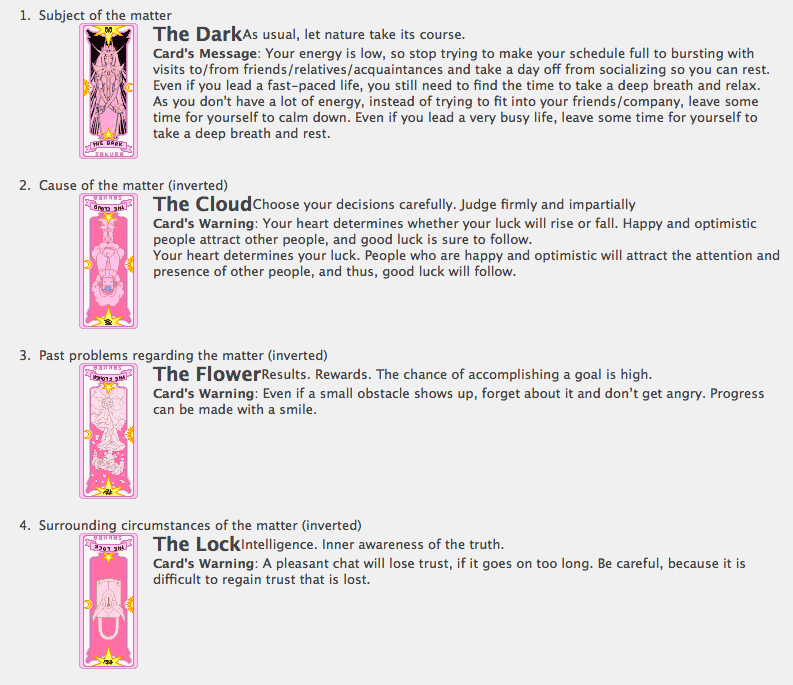 1. Subject of the matter
The Dark As usual, let nature take its course.
Card's Message: Your energy is low, so stop trying to make your schedule full to bursting with
visits to/from friends/relatives/acquaintances and take a day off from socializing so you can rest.
Even if you lead a fast-paced life, you still need to find the time to take a deep breath and relax.
As you don't have a lot of energy, instead of trying to fit into your friends/company, leave some
time for yourself to calm down. Even if you lead a very busy life, leave some time for yourself to
take a deep breath and rest.
THE DARK
SAKURA
2. Cause of the matter (inverted)
SAKURA
THE CLOUD
The Cloud Choose your decisions carefully. Judge firmly and impartially
Card's Warning: Your heart determines whether your luck will rise or fall. Happy and optimistic
people attract other people, and good luck is sure to follow.
Your heart determines your luck. People who are happy and optimistic will attract the attention and
presence of other people, and thus, good luck will follow.
3. Past problems regarding the matter (inverted)
SAKURA
THE FLOWER
The Flower Results. Rewards. The chance of accomplishing a goal is high.
Card's Warning: Even if a small obstacle shows up, forget about it and don't get angry. Progress
can be made with a smile.
4. Surrounding circumstances of the matter (inverted)
SAKURA
THE LOCK
The Lock Intelligence. Inner awareness of the truth.
Card's Warning: A pleasant chat will lose trust, if it goes on too long. Be careful, because it is
difficult to regain trust that is lost.